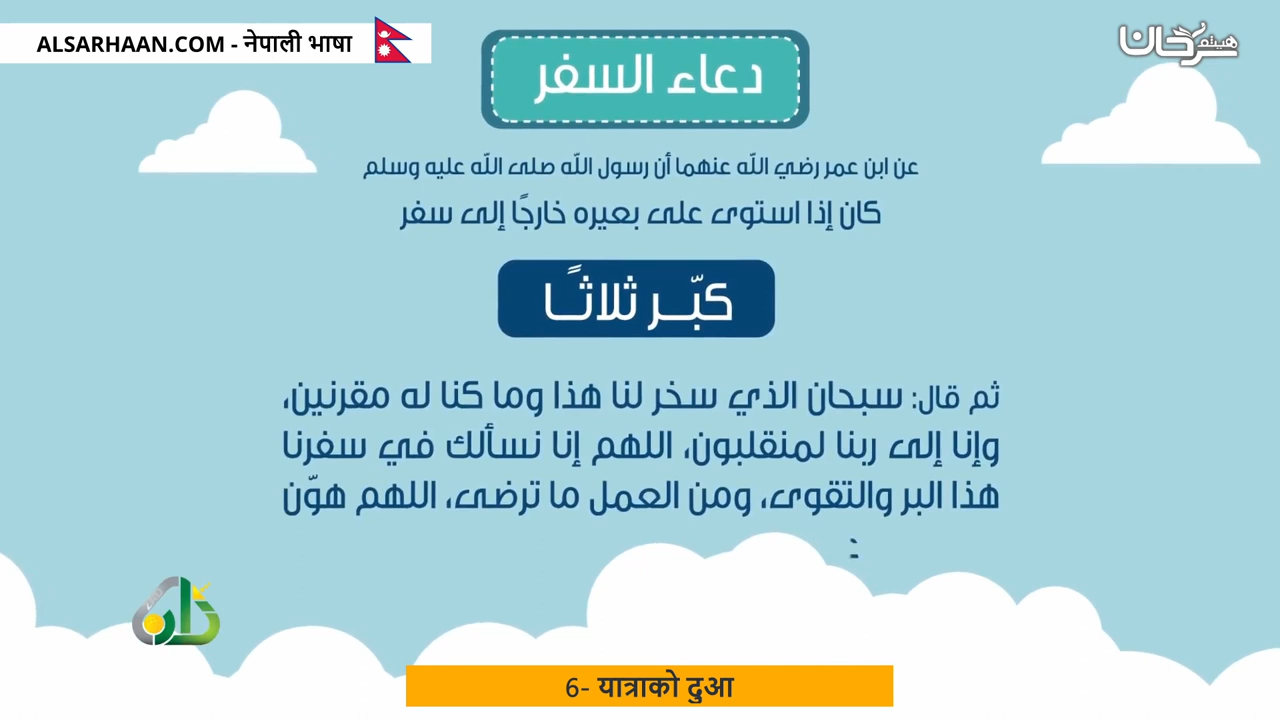 ALSARHAAN.COM - नेपाली भाषा
هيثم سرحان
دعاء السفر
عن ابن عمر رضي الله عنهما أن رسول الله صلى الله عليه وسلم
كان إذا استوى على بعيره خارجًا إلى سفر
كبّر ثلاثًا
ثم قال: سبحان الذي سخر لنا هذا وما كنا له مقرنين،
وإنا إلى ربنا لمنقلبون، اللهم إنا نسألك في سفرنا
هذا البر والتقوى، ومن العمل ما ترضى، اللهم هوّن
6- यात्राको दुआ